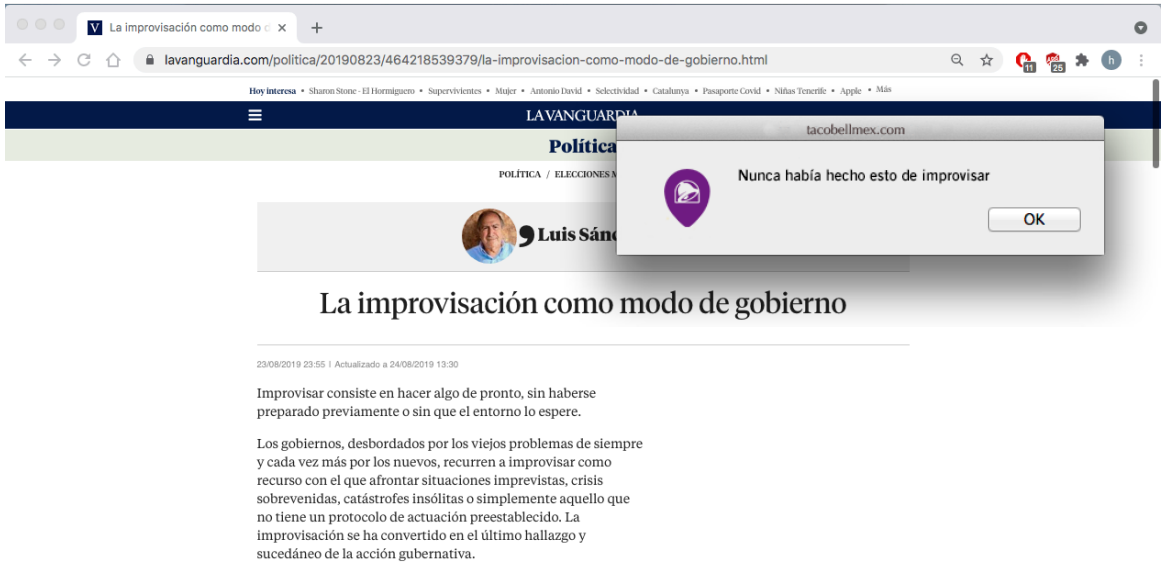 V La improvisación como modo d
lavanguardia.com/politica/20190823/464218539379/la-improvisacion-como-modo-de-gobierno.html
11
25
h
Hoy interesa • Sharon Stone - El Hormiguero • Supervivientes • Mujer • Antonio David • Selectividad • Catalunya • Pasaporte Covid • Niñas Tenerife • Apple • Más
LA VANGUARDIA
tacobellmex.com
Política
Nunca había hecho esto de improvisar
OK
POLÍTICA / ELECCIONES M
Luis Sánc
La improvisación como modo de gobierno
23/08/2019 23:55 | Actualizado a 24/08/2019 13:30
Improvisar consiste en hacer algo de pronto, sin haberse
preparado previamente o sin que el entorno lo espere.
Los gobiernos, desbordados por los viejos problemas de siempre
y cada vez más por los nuevos, recurren a improvisar como
recurso con el que afrontar situaciones imprevistas, crisis
sobrevenidas, catástrofes insólitas o simplemente aquello que
no tiene un protocolo de actuación preestablecido. La
improvisación se ha convertido en el último hallazgo y
sucedáneo de la acción gubernativa.